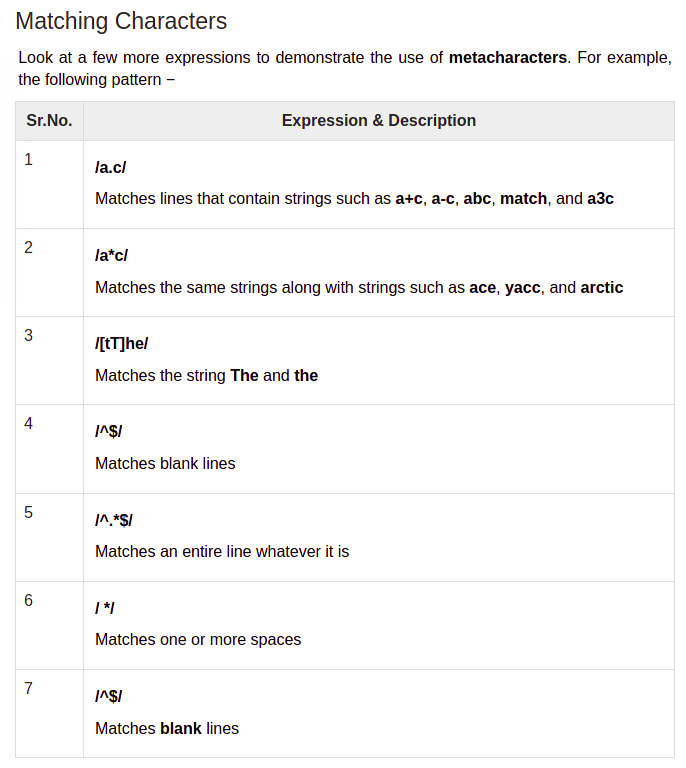 Matching Characters
Look at a few more expressions to demonstrate the use of metacharacters. For example,
the following pattern −
Sr.No. Expression & Description
1
/a.c/
Matches lines that contain strings such as a+c, a-c, abc, match, and a3c
2
/a*c/
Matches the same strings along with strings such as ace, yacc, and arctic
3
/[tT]he/
Matches the string The and the
4
/^$/
Matches blank lines
5
/^.*$/
Matches an entire line whatever it is
6
/ */
Matches one or more spaces
7
/^$/
Matches blank lines